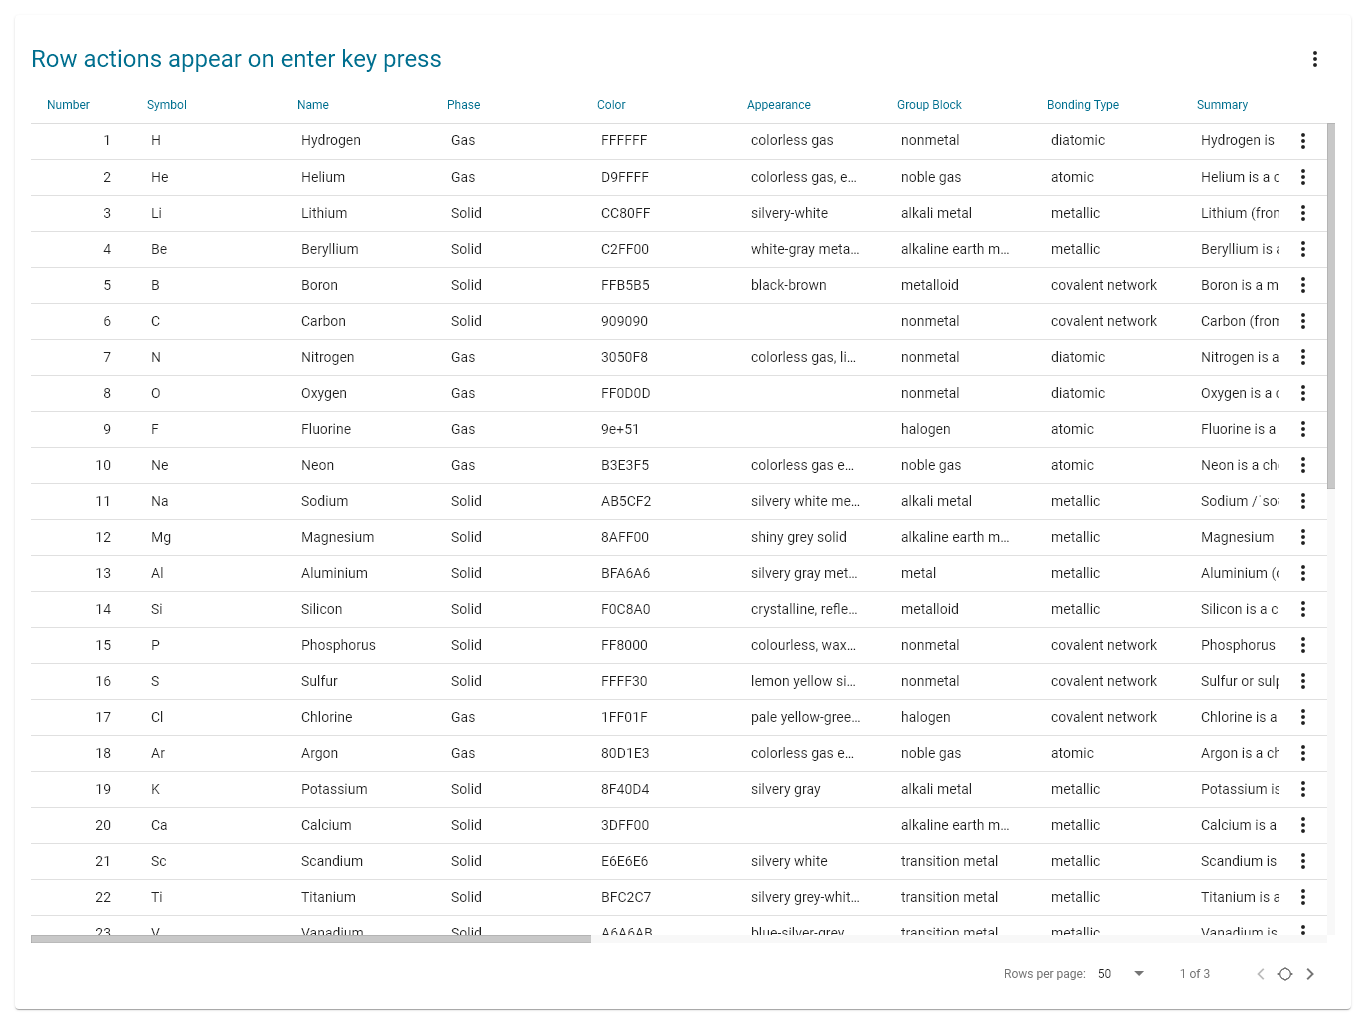 Row actions appear on enter key press
Number Symbol Name Phase Color Appearance Group Block Bonding Type Summary
1 H Hydrogen Gas FFFFFF colorless gas nonmetal diatomic Hydrogen is
2 He Helium Gas D9FFFF colorless gas, e... noble gas atomic Helium is a c
3 Li Lithium Solid CC80FF silvery-white alkali metal metallic Lithium (fron
4 Be Beryllium Solid C2FF00 white-gray meta... alkaline earth m... metallic Beryllium is a
5 B Boron Solid FFB5B5 black-brown metalloid covalent network Boron is a m
6 C Carbon Solid 909090 nonmetal covalent network Carbon (from
7 N Nitrogen Gas 3050F8 colorless gas, li... nonmetal diatomic Nitrogen is a
8 O Oxygen Gas FF0D0D nonmetal diatomic Oxygen is a c
9 F Fluorine Gas 9e+51 halogen atomic Fluorine is a
10 Ne Neon Gas B3E3F5 colorless gas e... noble gas atomic Neon is a ch
11 Na Sodium Solid AB5CF2 silvery white me... alkali metal metallic Sodium /ˈso
12 Mg Magnesium Solid 8AFF00 shiny grey solid alkaline earth m... metallic Magnesium
13 Al Aluminium Solid BFA6A6 silvery gray met... metal metallic Aluminium (
14 Si Silicon Solid F0C8A0 crystalline, refle... metalloid metallic Silicon is a c
15 P Phosphorus Solid FF8000 colourless, wax... nonmetal covalent network Phosphorus
16 S Sulfur Solid FFFF30 lemon yellow si... nonmetal covalent network Sulfur or sulp
17 Cl Chlorine Gas 1FF01F pale yellow-gree... halogen covalent network Chlorine is a
18 Ar Argon Gas 80D1E3 colorless gas e... noble gas atomic Argon is a ch
19 K Potassium Solid 8F40D4 silvery gray alkali metal metallic Potassium is
20 Ca Calcium Solid 3DFF00 alkaline earth m... metallic Calcium is a
21 Sc Scandium Solid E6E6E6 silvery white transition metal metallic Scandium is
22 Ti Titanium Solid BFC2C7 silvery grey-whit... transition metal metallic Titanium is a
23 V Vanadium Solid A6A6AB blue-silver-grey transition metal metallic Vanadium is
Rows per page: 50 1 of 3